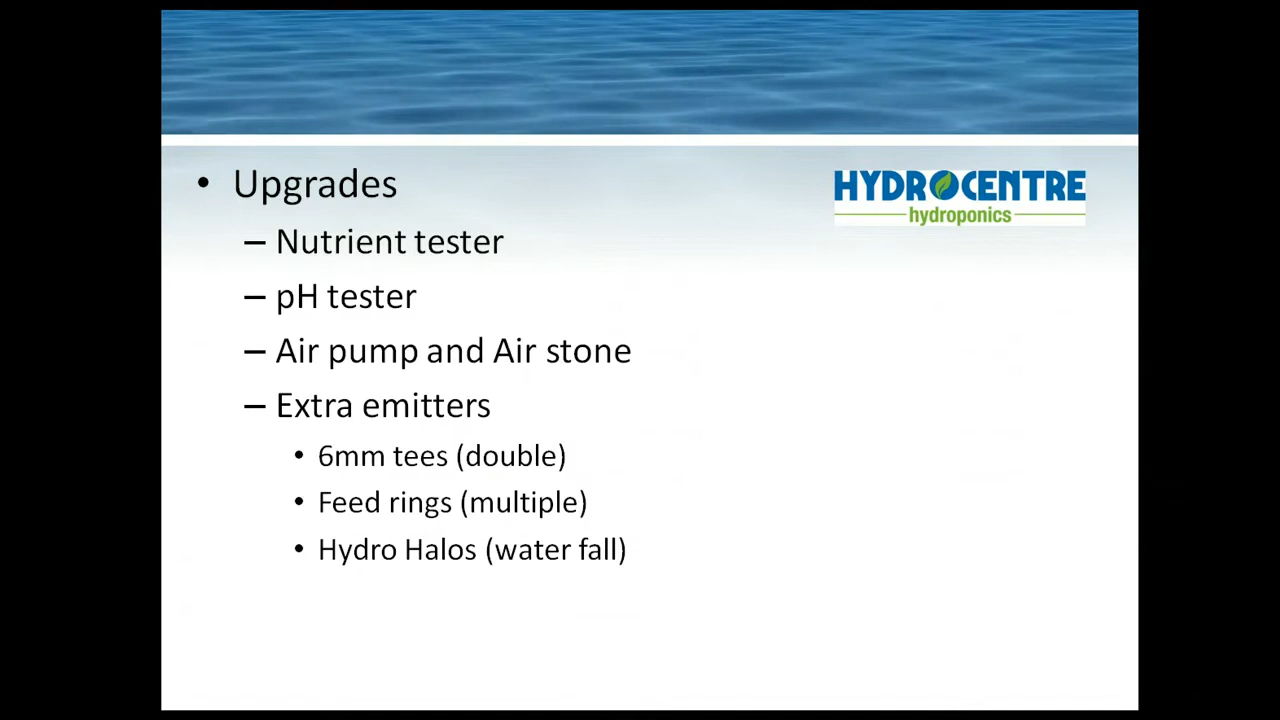 • Upgrades
HYDROCENTRE
hydroponics
– Nutrient tester
– pH tester
– Air pump and Air stone
– Extra emitters
• 6mm tees (double)
• Feed rings (multiple)
• Hydro Halos (water fall)